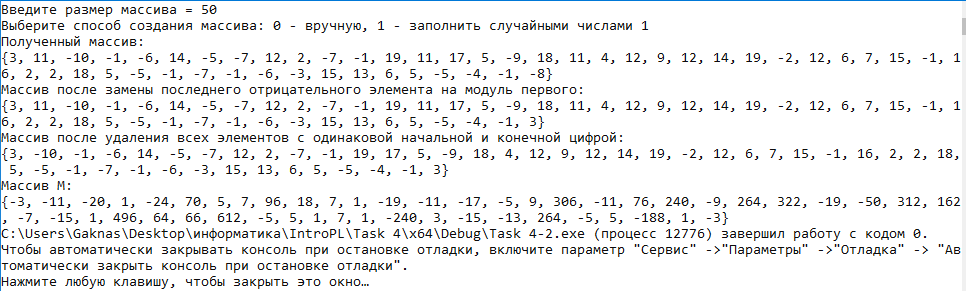 Введите размер массива = 50
Выберите способ создания массива: 0 - вручную, 1 - заполнить случайными числами 1
Полученный массив:
{3, 11, -10, -1, -6, 14, -5, -7, 12, 2, -7, -1, 19, 11, 17, 5, -9, 18, 11, 4, 12, 9, 12, 14, 19, -2, 12, 6, 7, 15, -1, 1
6, 2, 2, 18, 5, -5, -1, -7, -1, -6, -3, 15, 13, 6, 5, -5, -4, -1, -8}
Массив после замены последнего отрицательного элемента на модуль первого:
{3, 11, -10, -1, -6, 14, -5, -7, 12, 2, -7, -1, 19, 11, 17, 5, -9, 18, 11, 4, 12, 9, 12, 14, 19, -2, 12, 6, 7, 15, -1, 1
6, 2, 2, 18, 5, -5, -1, -7, -1, -6, -3, 15, 13, 6, 5, -5, -4, -1, 3}
Массив после удаления всех элементов с одинаковой начальной и конечной цифрой:
{3, -10, -1, -6, 14, -5, -7, 12, 2, -7, -1, 19, 17, 5, -9, 18, 4, 12, 9, 12, 14, 19, -2, 12, 6, 7, 15, -1, 16, 2, 2, 18,
 5, -5, -1, -7, -1, -6, -3, 15, 13, 6, 5, -5, -4, -1, 3}
Массив M:
{-3, -11, -20, 1, -24, 70, 5, 7, 96, 18, 7, 1, -19, -11, -17, -5, 9, 306, -11, 76, 240, -9, 264, 322, -19, -50, 312, 162
, -7, -15, 1, 496, 64, 66, 612, -5, 5, 1, 7, 1, -240, 3, -15, -13, 264, -5, 5, -188, 1, -3}
C:\Users\Gaknas\Desktop\информатика\IntroPL\Task 4\x64\Debug\Task 4-2.exe (процесс 12776) завершил работу с кодом 0.
Чтобы автоматически закрывать консоль при остановке отладки, включите параметр "Сервис" ->"Параметры" ->"Отладка" -> "Ав
томатически закрыть консоль при остановке отладки".
Нажмите любую клавишу, чтобы закрыть это окно…